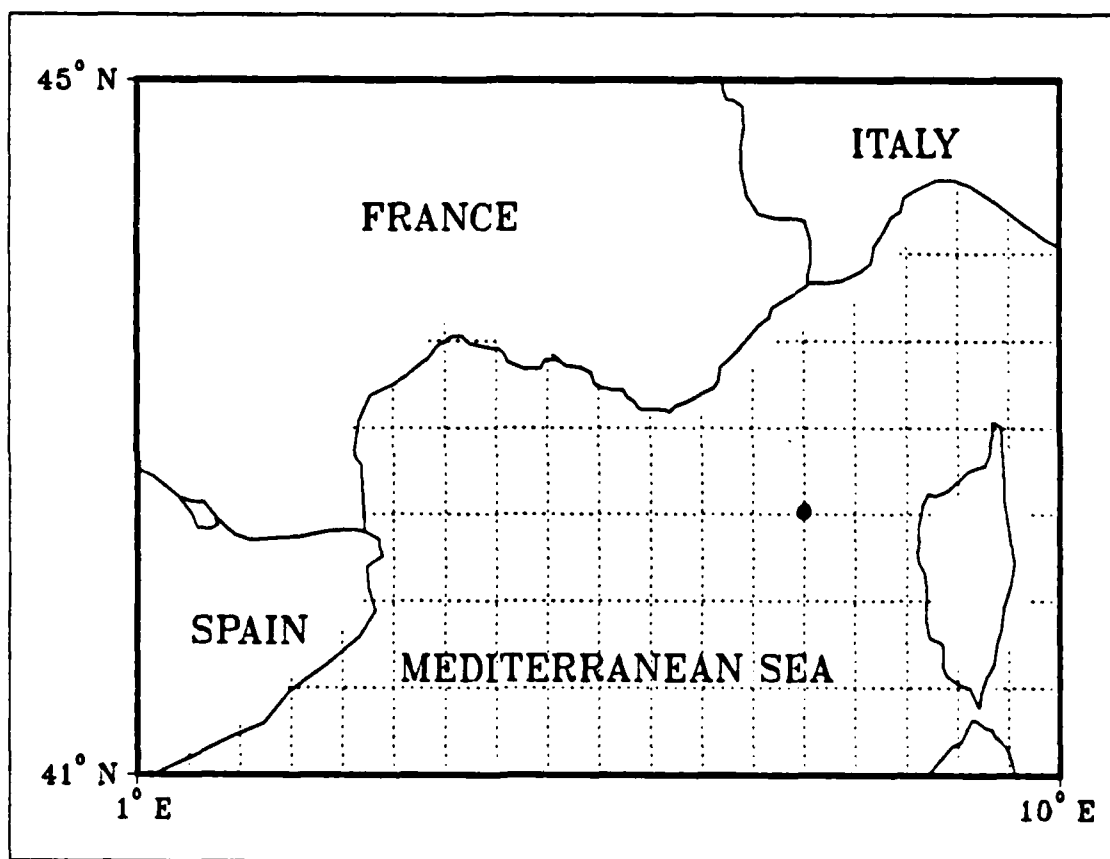 45° N
ITALY
FRANCE
SPAIN
MEDITERRANEAN SEA
41° N
1° E
10° E